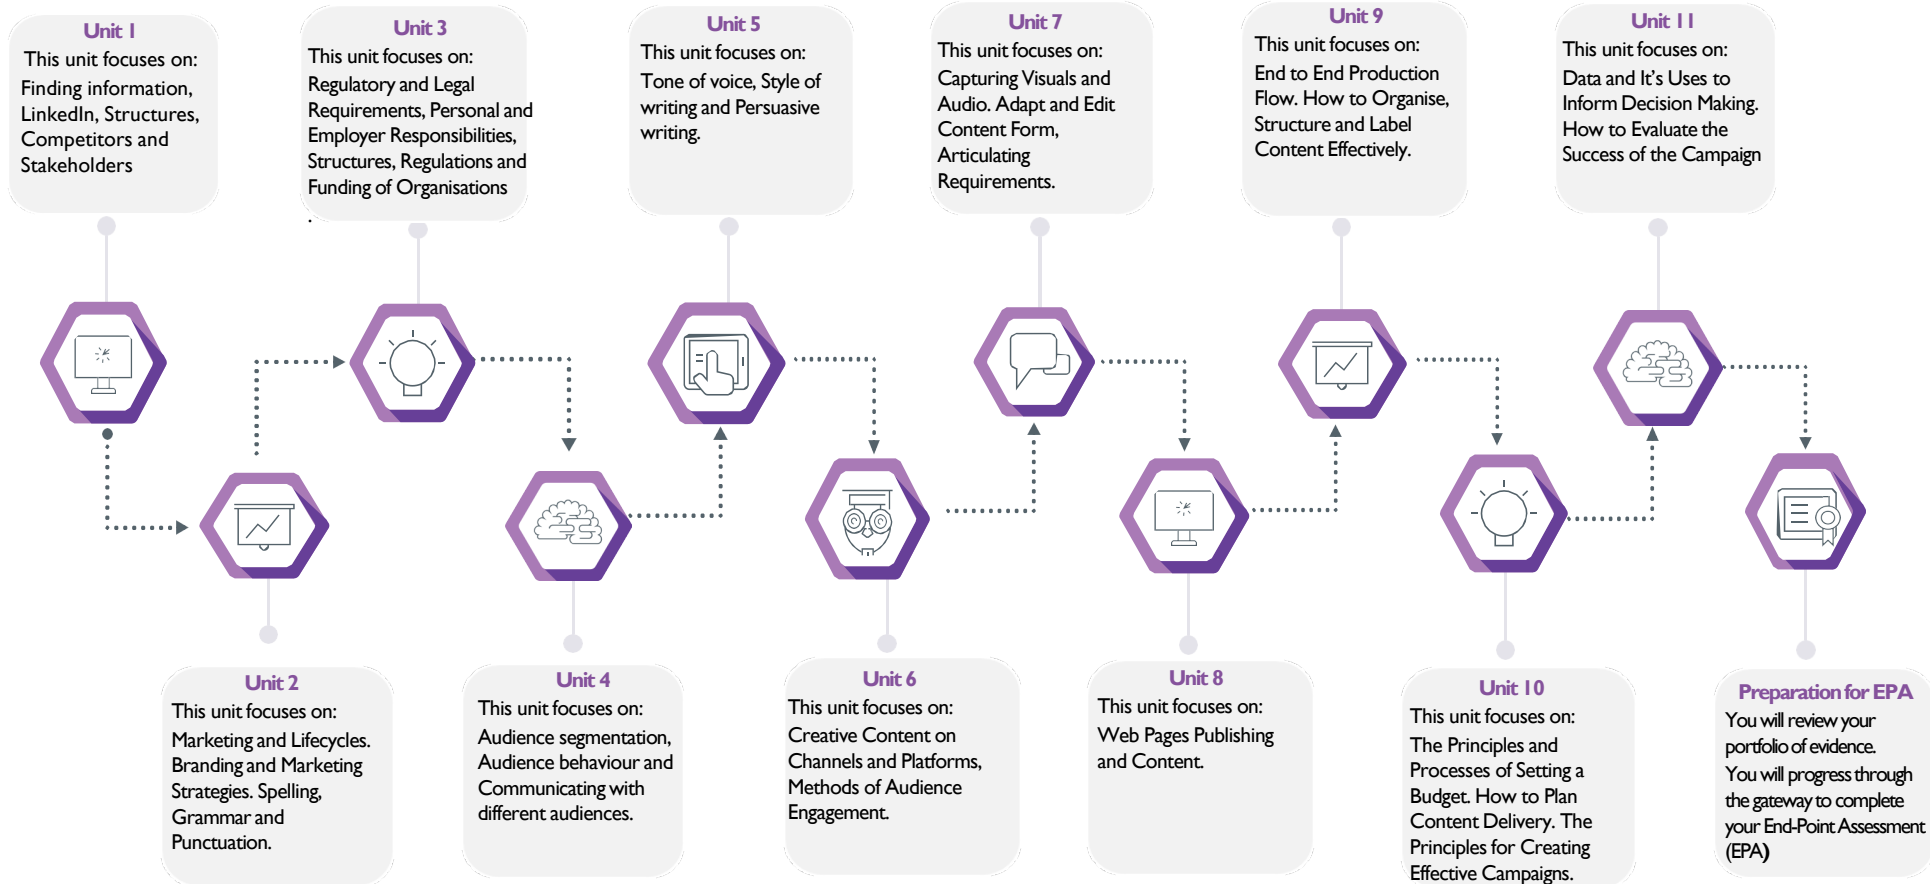 Unit 1
This unit focuses on:
Finding information,
LinkedIn, Structures,
Competitors and
Stakeholders
Unit 3
This unit focuses on:
Regulatory and Legal
Requirements, Personal and
Employer Responsibilities,
Structures, Regulations and
Funding of Organisations
.
Unit 5
This unit focuses on:
Tone of voice, Style of
writing and Persuasive
writing.
Unit 7
This unit focuses on:
Capturing Visuals and
Audio. Adapt and Edit
Content Form,
Articulating
Requirements.
Unit 9
This unit focuses on:
End to End Production
Flow. How to Organise,
Structure and Label
Content Effectively.
Unit 11
This unit focuses on:
Data and It's Uses to
Inform Decision Making.
How to Evaluate the
Success of the Campaign
Unit 2
This unit focuses on:
Marketing and Lifecycles.
Branding and Marketing
Strategies. Spelling,
Grammar and
Punctuation.
Unit 4
This unit focuses on:
Audience segmentation,
Audience behaviour and
Communicating with
different audiences.
Unit 6
This unit focuses on:
Creative Content on
Channels and Platforms,
Methods of Audience
Engagement.
Unit 8
This unit focuses on:
Web Pages Publishing
and Content.
Unit 10
This unit focuses on:
The Principles and
Processes of Setting a
Budget. How to Plan
Content Delivery. The
Principles for Creating
Effective Campaigns.
Preparation for EPA
You will review your
portfolio of evidence.
You will progress through
the gateway to complete
your End-Point Assessment
(EPA)